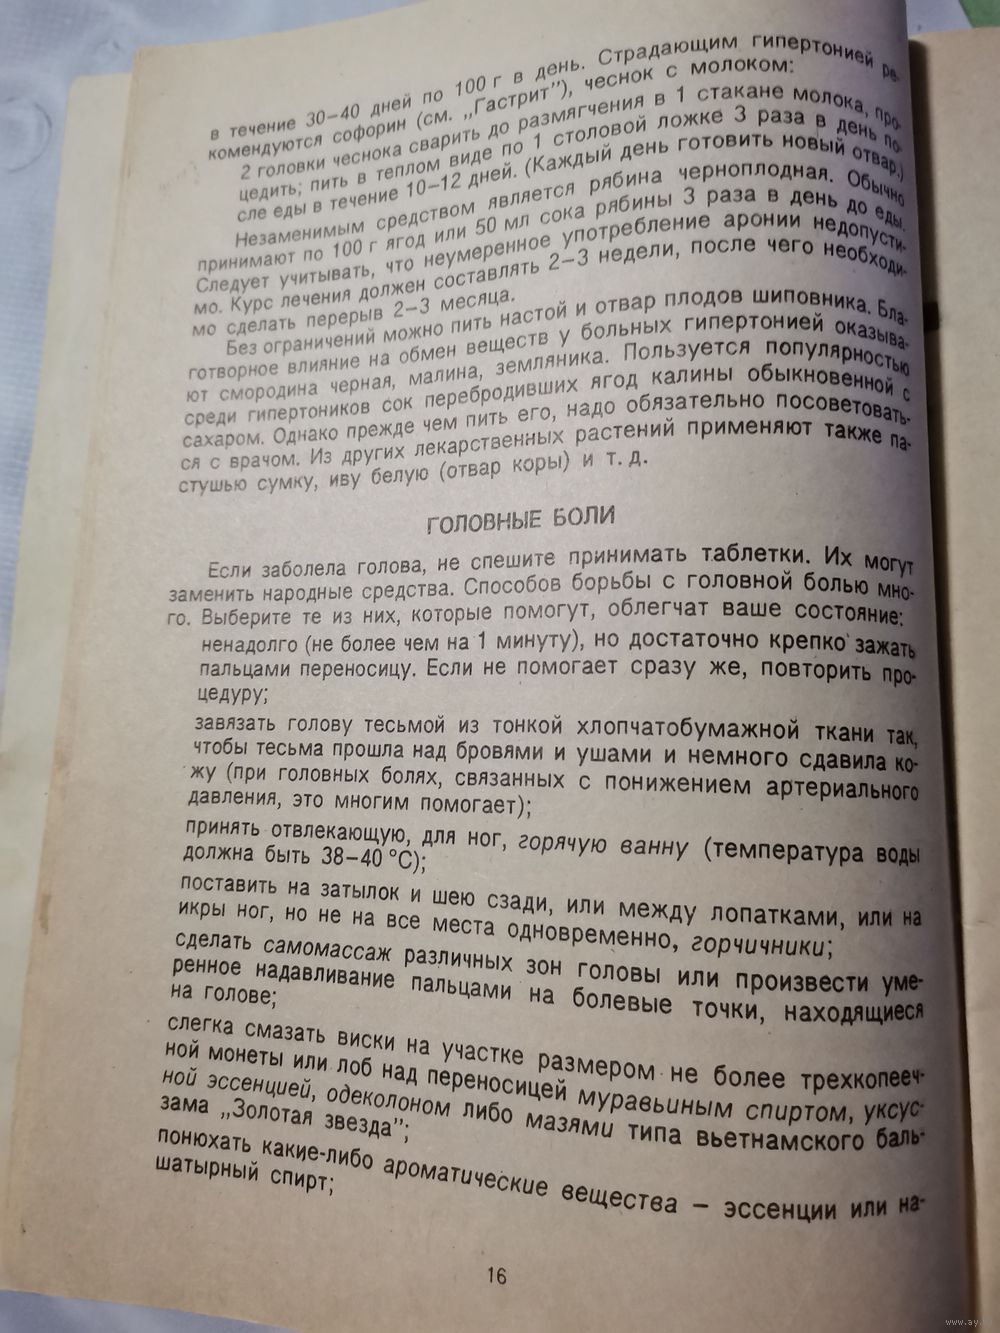 в течение 30–40 дней по 100 г в день. Страдающим гипертонией ре-
комендуются софорин (см. „Гастрит"), чеснок с молоком:
2 головки чеснока сварить до размягчения в 1 стакане молока, про-
цедить; пить в теплом виде по 1 столовой ложке 3 раза в день по-
сле еды в течение 10–12 дней. (Каждый день готовить новый отвар.)
Незаменимым средством является рябина черноплодная. Обычно
принимают по 100 г ягод или 50 мл сока рябины 3 раза в день до еды.
Следует учитывать, что неумеренное употребление аронии недопусти-
мо. Курс лечения должен составлять 2–3 недели, после чего необходи-
мо сделать перерыв 2–3 месяца.
Без ограничений можно пить настой и отвар плодов шиповника. Бла-
готворное влияние на обмен веществ у больных гипертонией оказыва-
ют смородина черная, малина, земляника. Пользуется популярностью
среди гипертоников сок перебродивших ягод калины обыкновенной с
сахаром. Однако прежде чем пить его, надо обязательно посоветовать-
ся с врачом. Из других лекарственных растений применяют также па-
стушью сумку, иву белую (отвар коры) и т. д.
ГОЛОВНЫЕ БОЛИ
Если заболела голова, не спешите принимать таблетки. Их могут
заменить народные средства. Способов борьбы с головной болью мно-
го. Выберите те из них, которые помогут, облегчат ваше состояние:
ненадолго (не более чем на 1 минуту), но достаточно крепко зажать
пальцами переносицу. Если не помогает сразу же, повторить про-
цедуру;
завязать голову тесьмой из тонкой хлопчатобумажной ткани так,
чтобы тесьма прошла над бровями и ушами и немного сдавила ко-
жу (при головных болях, связанных с понижением артериального
давления, это многим помогает);
принять отвлекающую, для ног, горячую ванну (температура воды
должна быть 38–40 °С);
поставить на затылок и шею сзади, или между лопатками, или на
икры ног, но не на все места одновременно, горчичники;
сделать самомассаж различных зон головы или произвести уме-
ренное надавливание пальцами на болевые точки, находящиеся
на голове;
слегка смазать виски на участке размером не более трехкопееч-
ной монеты или лоб над переносицей муравьиным спиртом, уксус-
ной эссенцией, одеколоном либо мазями типа вьетнамского баль-
зама „Золотая звезда";
понюхать какие-либо ароматические вещества – эссенции или на-
шатырный спирт;
16